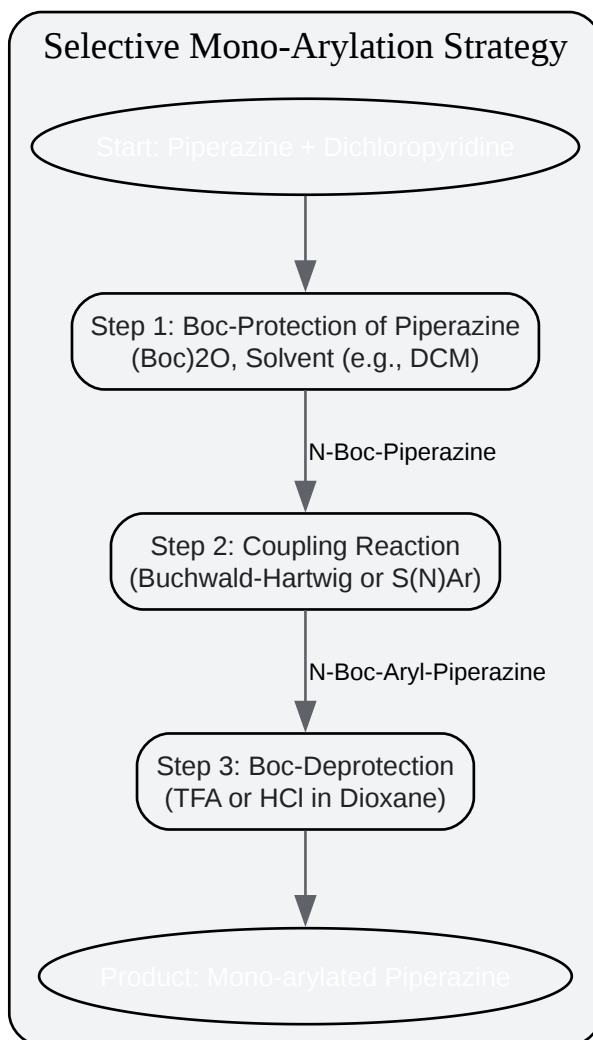 Selective Mono-Arylation Strategy
Start: Piperazine + Dichloropyridine
Step 1: Boc-Protection of Piperazine
(Boc)2O, Solvent (e.g., DCM)
N-Boc-Piperazine
Step 2: Coupling Reaction
(Buchwald-Hartwig or S(N)Ar)
N-Boc-Aryl-Piperazine
Step 3: Boc-Deprotection
(TFA or HCl in Dioxane)
Product: Mono-arylated Piperazine